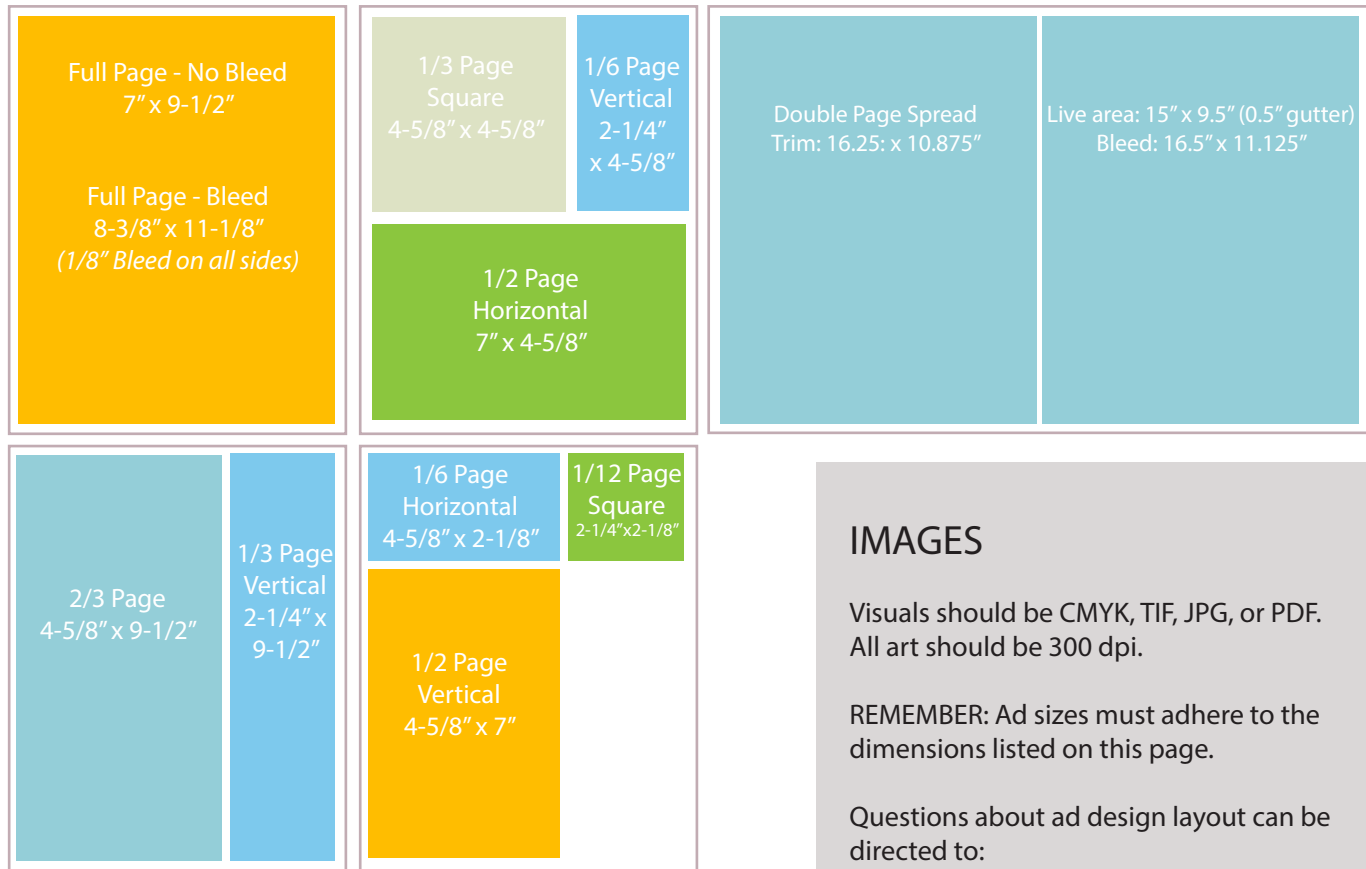 Full Page - No Bleed
7” x 9-1/2”
Full Page - Bleed
8-3/8” x 11-1/8”
(1/8” Bleed on all sides)
1/3 Page
Square
4-5/8” x 4-5/8”
1/6 Page
Vertical
2-1/4”
x 4-5/8”
1/2 Page
Horizontal
7” x 4-5/8”
Double Page Spread
Trim: 16.25: x 10.875”
Live area: 15” x 9.5” (0.5” gutter)
Bleed: 16.5” x 11.125”
2/3 Page
4-5/8” x 9-1/2”
1/3 Page
Vertical
2-1/4” x
9-1/2”
1/6 Page
Horizontal
4-5/8” x 2-1/8”
1/12 Page
Square
2-1/4”x2-1/8”
1/2 Page
Vertical
4-5/8” x 7”
IMAGES
Visuals should be CMYK, TIF, JPG, or PDF.
All art should be 300 dpi.
REMEMBER: Ad sizes must adhere to the
dimensions listed on this page.
Questions about ad design layout can be
directed to: